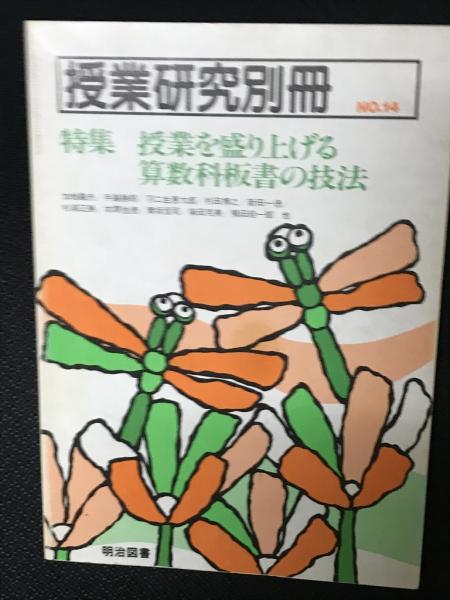 授業研究別冊
NO.14
特集 授業を盛り上げる
算数科板書の技法
明治図書